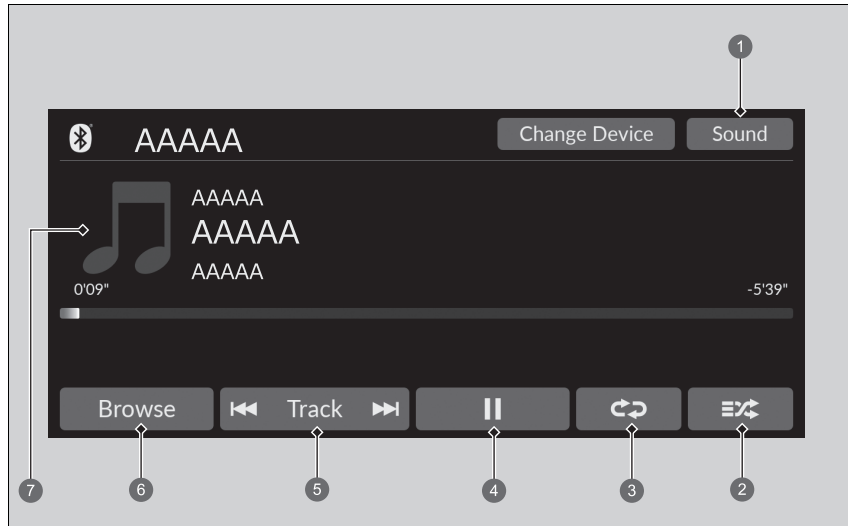 1
AAAAA
Change Device
Sound
AAAAA
AAAAA
7
AAAAA
0'09"
-5'39"
Browse
Track
6
5
4
3
2